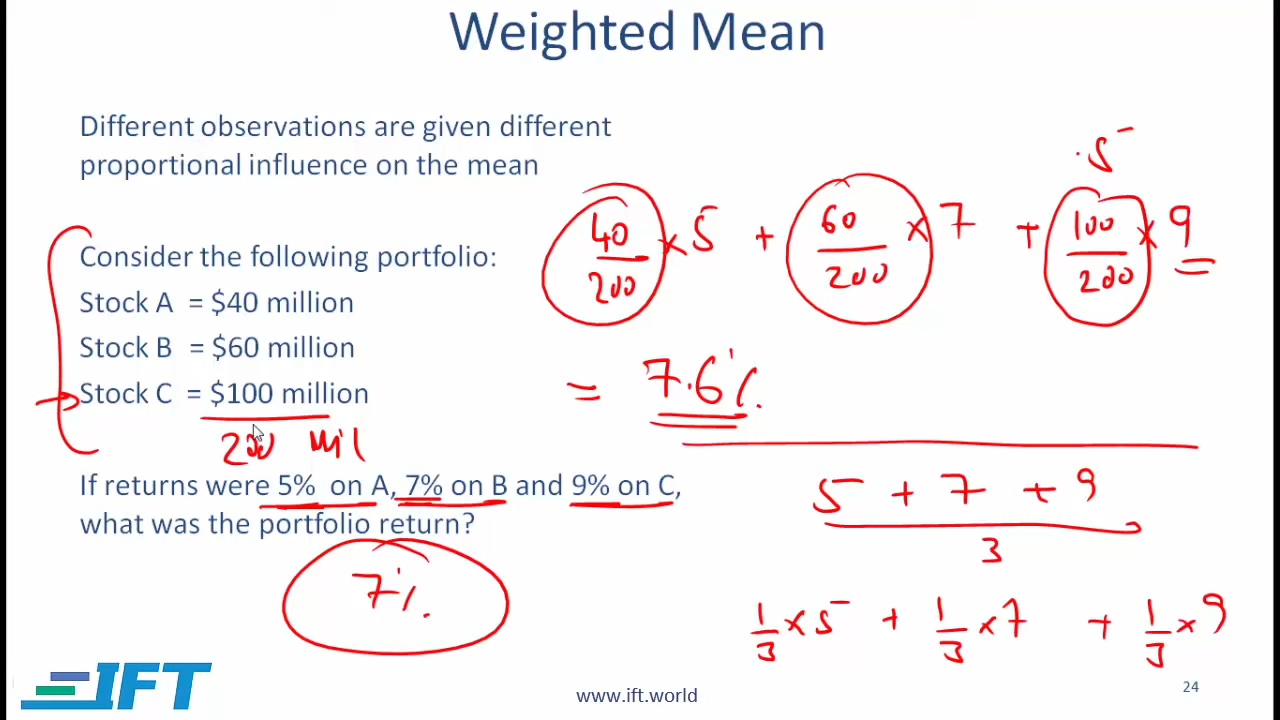 Weighted Mean
Different observations are given different
proportional influence on the mean
Consider the following portfolio:
Stock A = $40 million
Stock B = $60 million
Stock C = $100 million
200 mil
If returns were 5% on A, 7% on B and 9% on C,
what was the portfolio return?
7%
.5
40/200 × 5 + 60/200 × 7 + 100/200 × 9
= 7.6%
5 + 7 + 9
3
1/3 × 5 + 1/3 × 7 + 1/3 × 9
IFT
www.ift.world
24